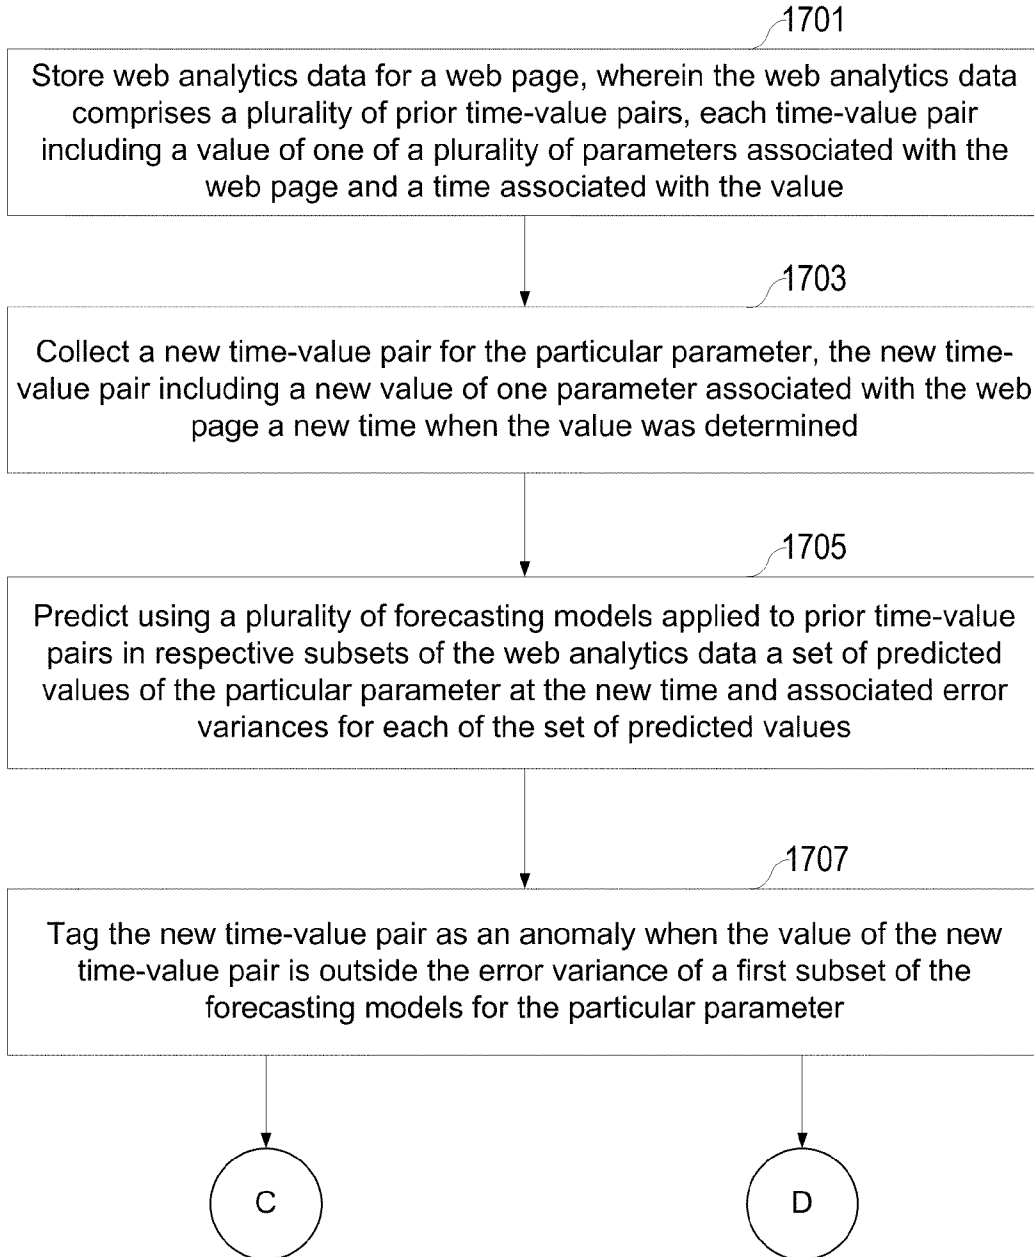 1701
Store web analytics data for a web page, wherein the web analytics data
comprises a plurality of prior time-value pairs, each time-value pair
including a value of one of a plurality of parameters associated with the
web page and a time associated with the value
1703
Collect a new time-value pair for the particular parameter, the new time-
value pair including a new value of one parameter associated with the web
page a new time when the value was determined
1705
Predict using a plurality of forecasting models applied to prior time-value
pairs in respective subsets of the web analytics data a set of predicted
values of the particular parameter at the new time and associated error
variances for each of the set of predicted values
1707
Tag the new time-value pair as an anomaly when the value of the new
time-value pair is outside the error variance of a first subset of the
forecasting models for the particular parameter
C
D